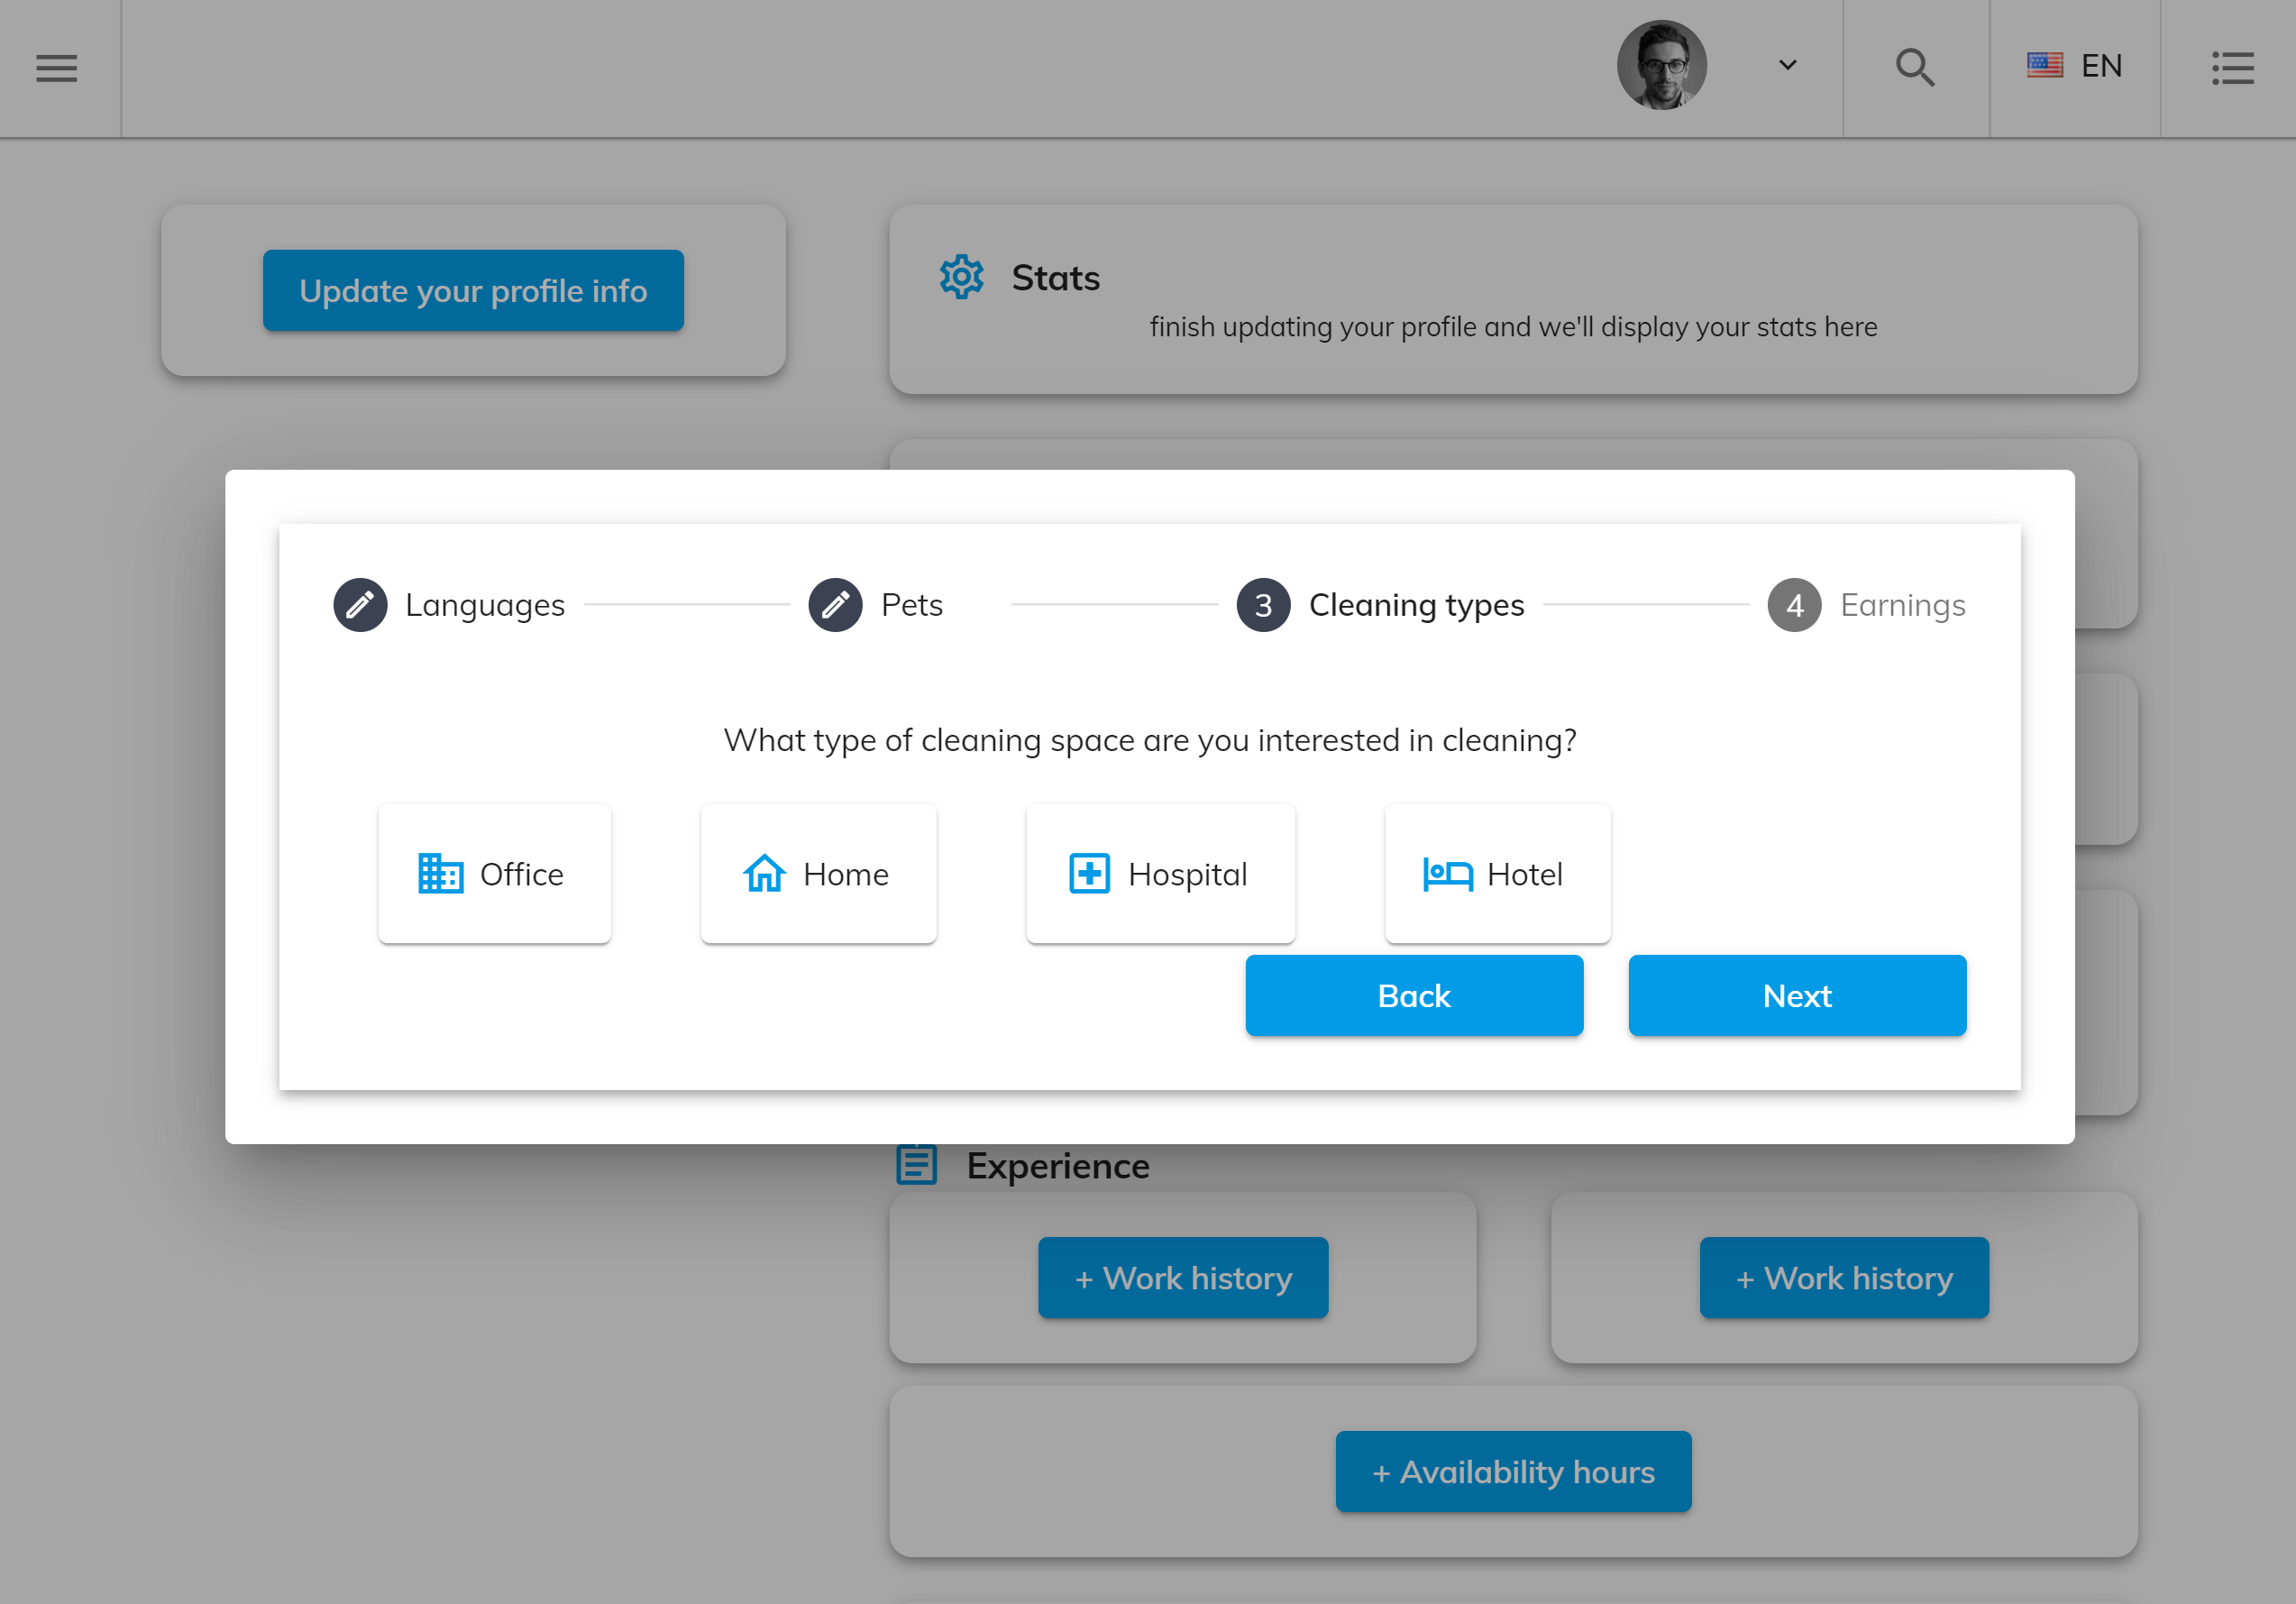 EN
Update your profile info
Stats
finish updating your profile and we'll display your stats here
Languages
Pets
3 Cleaning types
4 Earnings
What type of cleaning space are you interested in cleaning?
Office
Home
Hospital
Hotel
Back
Next
Experience
+ Work history
+ Work history
+ Availability hours